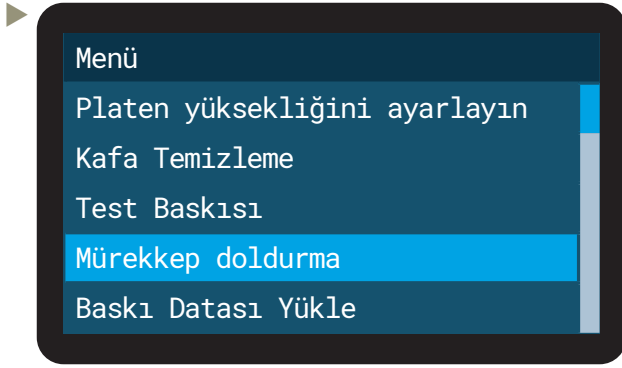 Menü
Platen yüksekliğini ayarlayın
Kafa Temizleme
Test Baskısı
Mürekkep doldurma
Baskı Datası Yükle